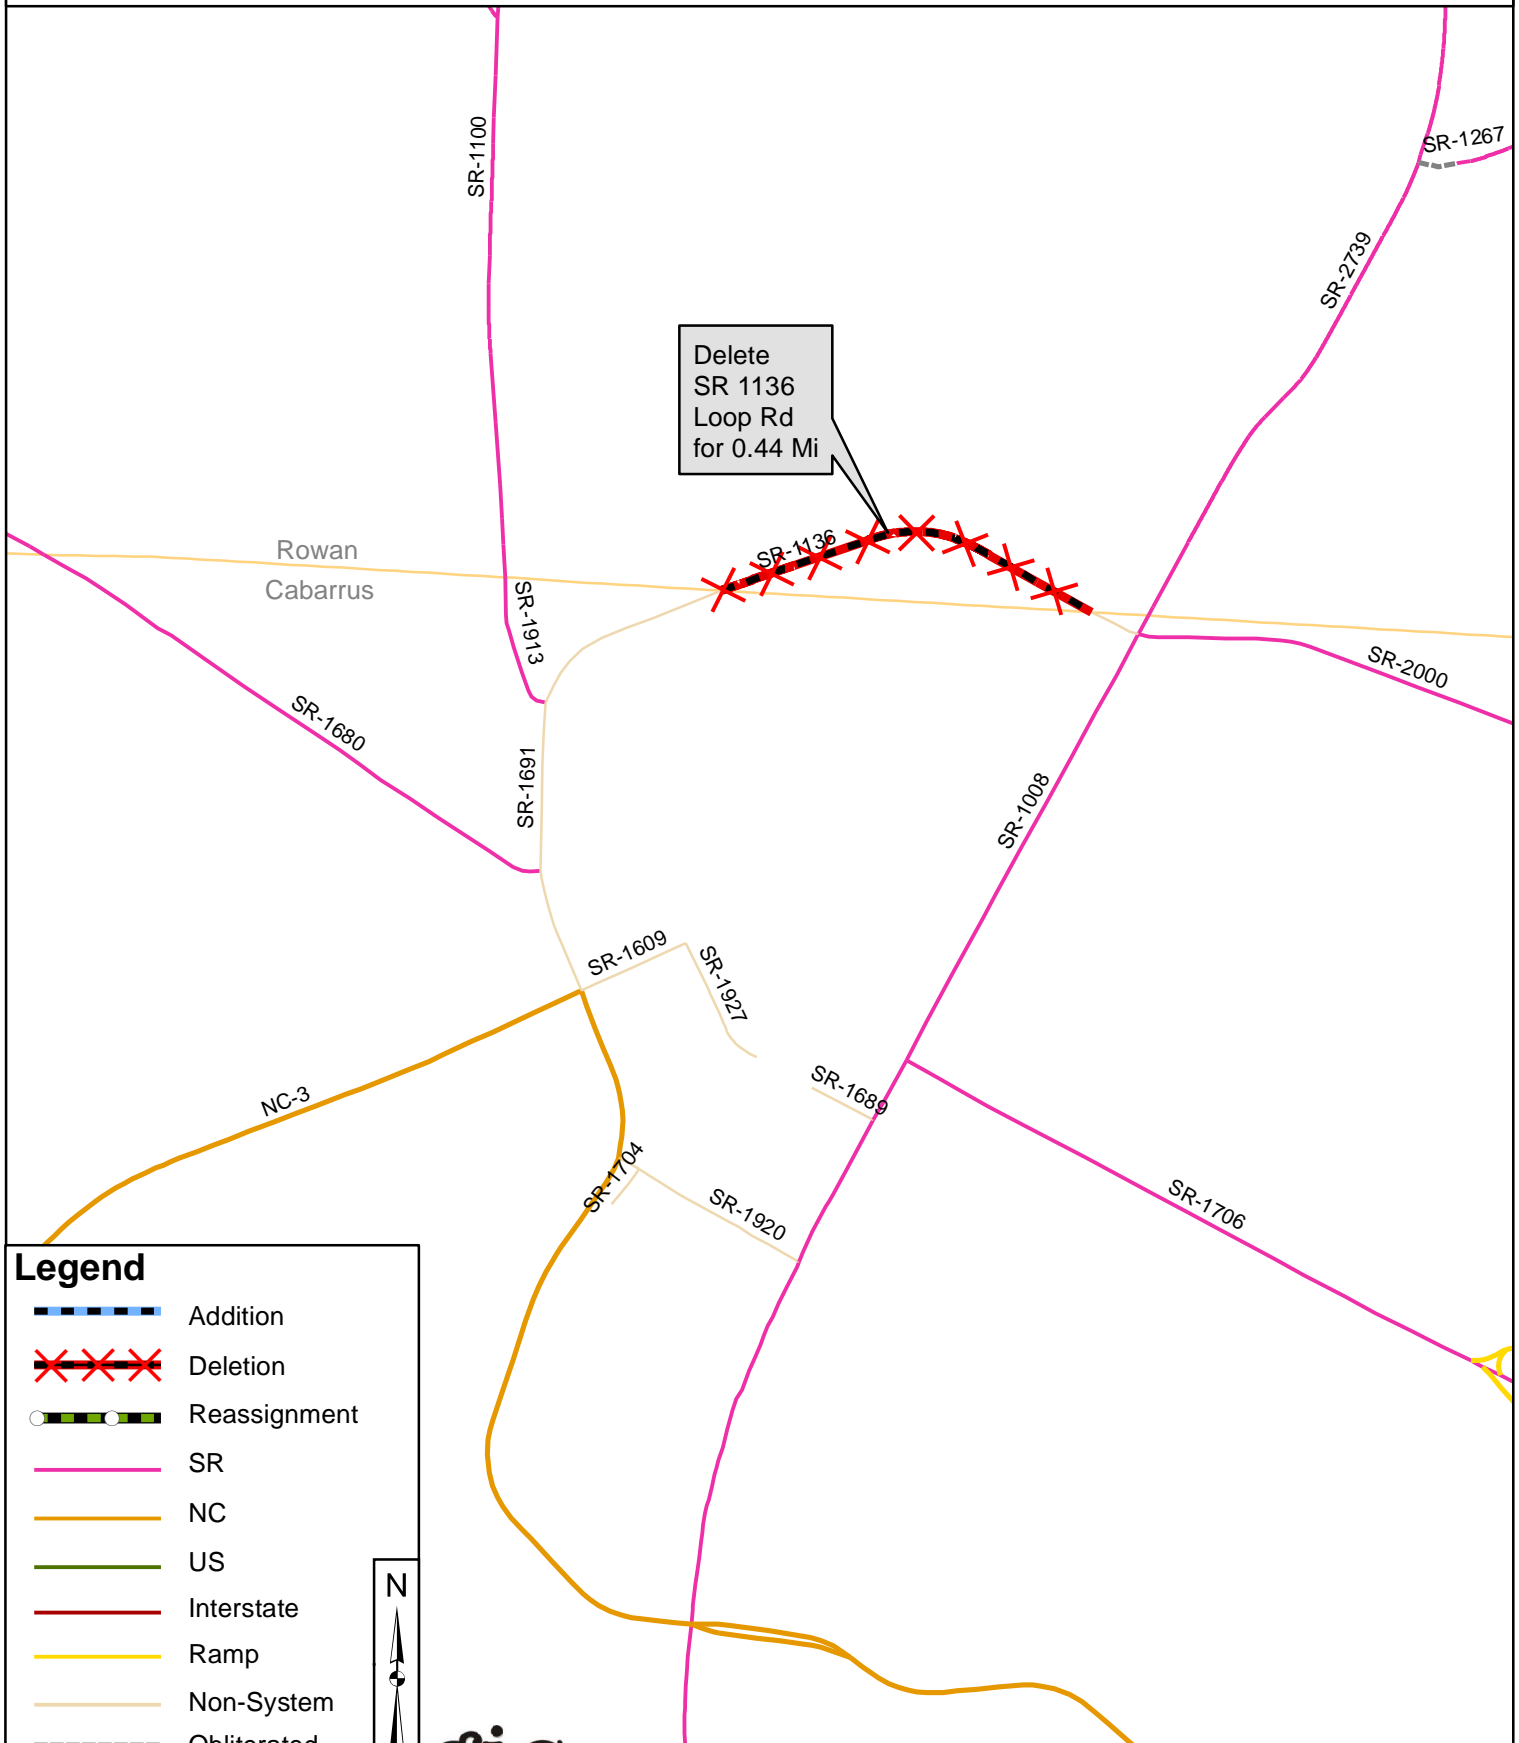 SR-1100
SR-1267
SR-2739
Delete
SR 1136
Loop Rd
for 0.44 Mi
SR-1136
Rowan
Cabarrus
SR-1913
SR-2000
SR-1680
SR-1691
SR-1008
SR-1609
SR-1927
SR-1689
NC-3
SR-1704
SR-1920
SR-1706
Legend
Addition
Deletion
Reassignment
SR
NC
US
Interstate
Ramp
Non-System
Obliterated
N